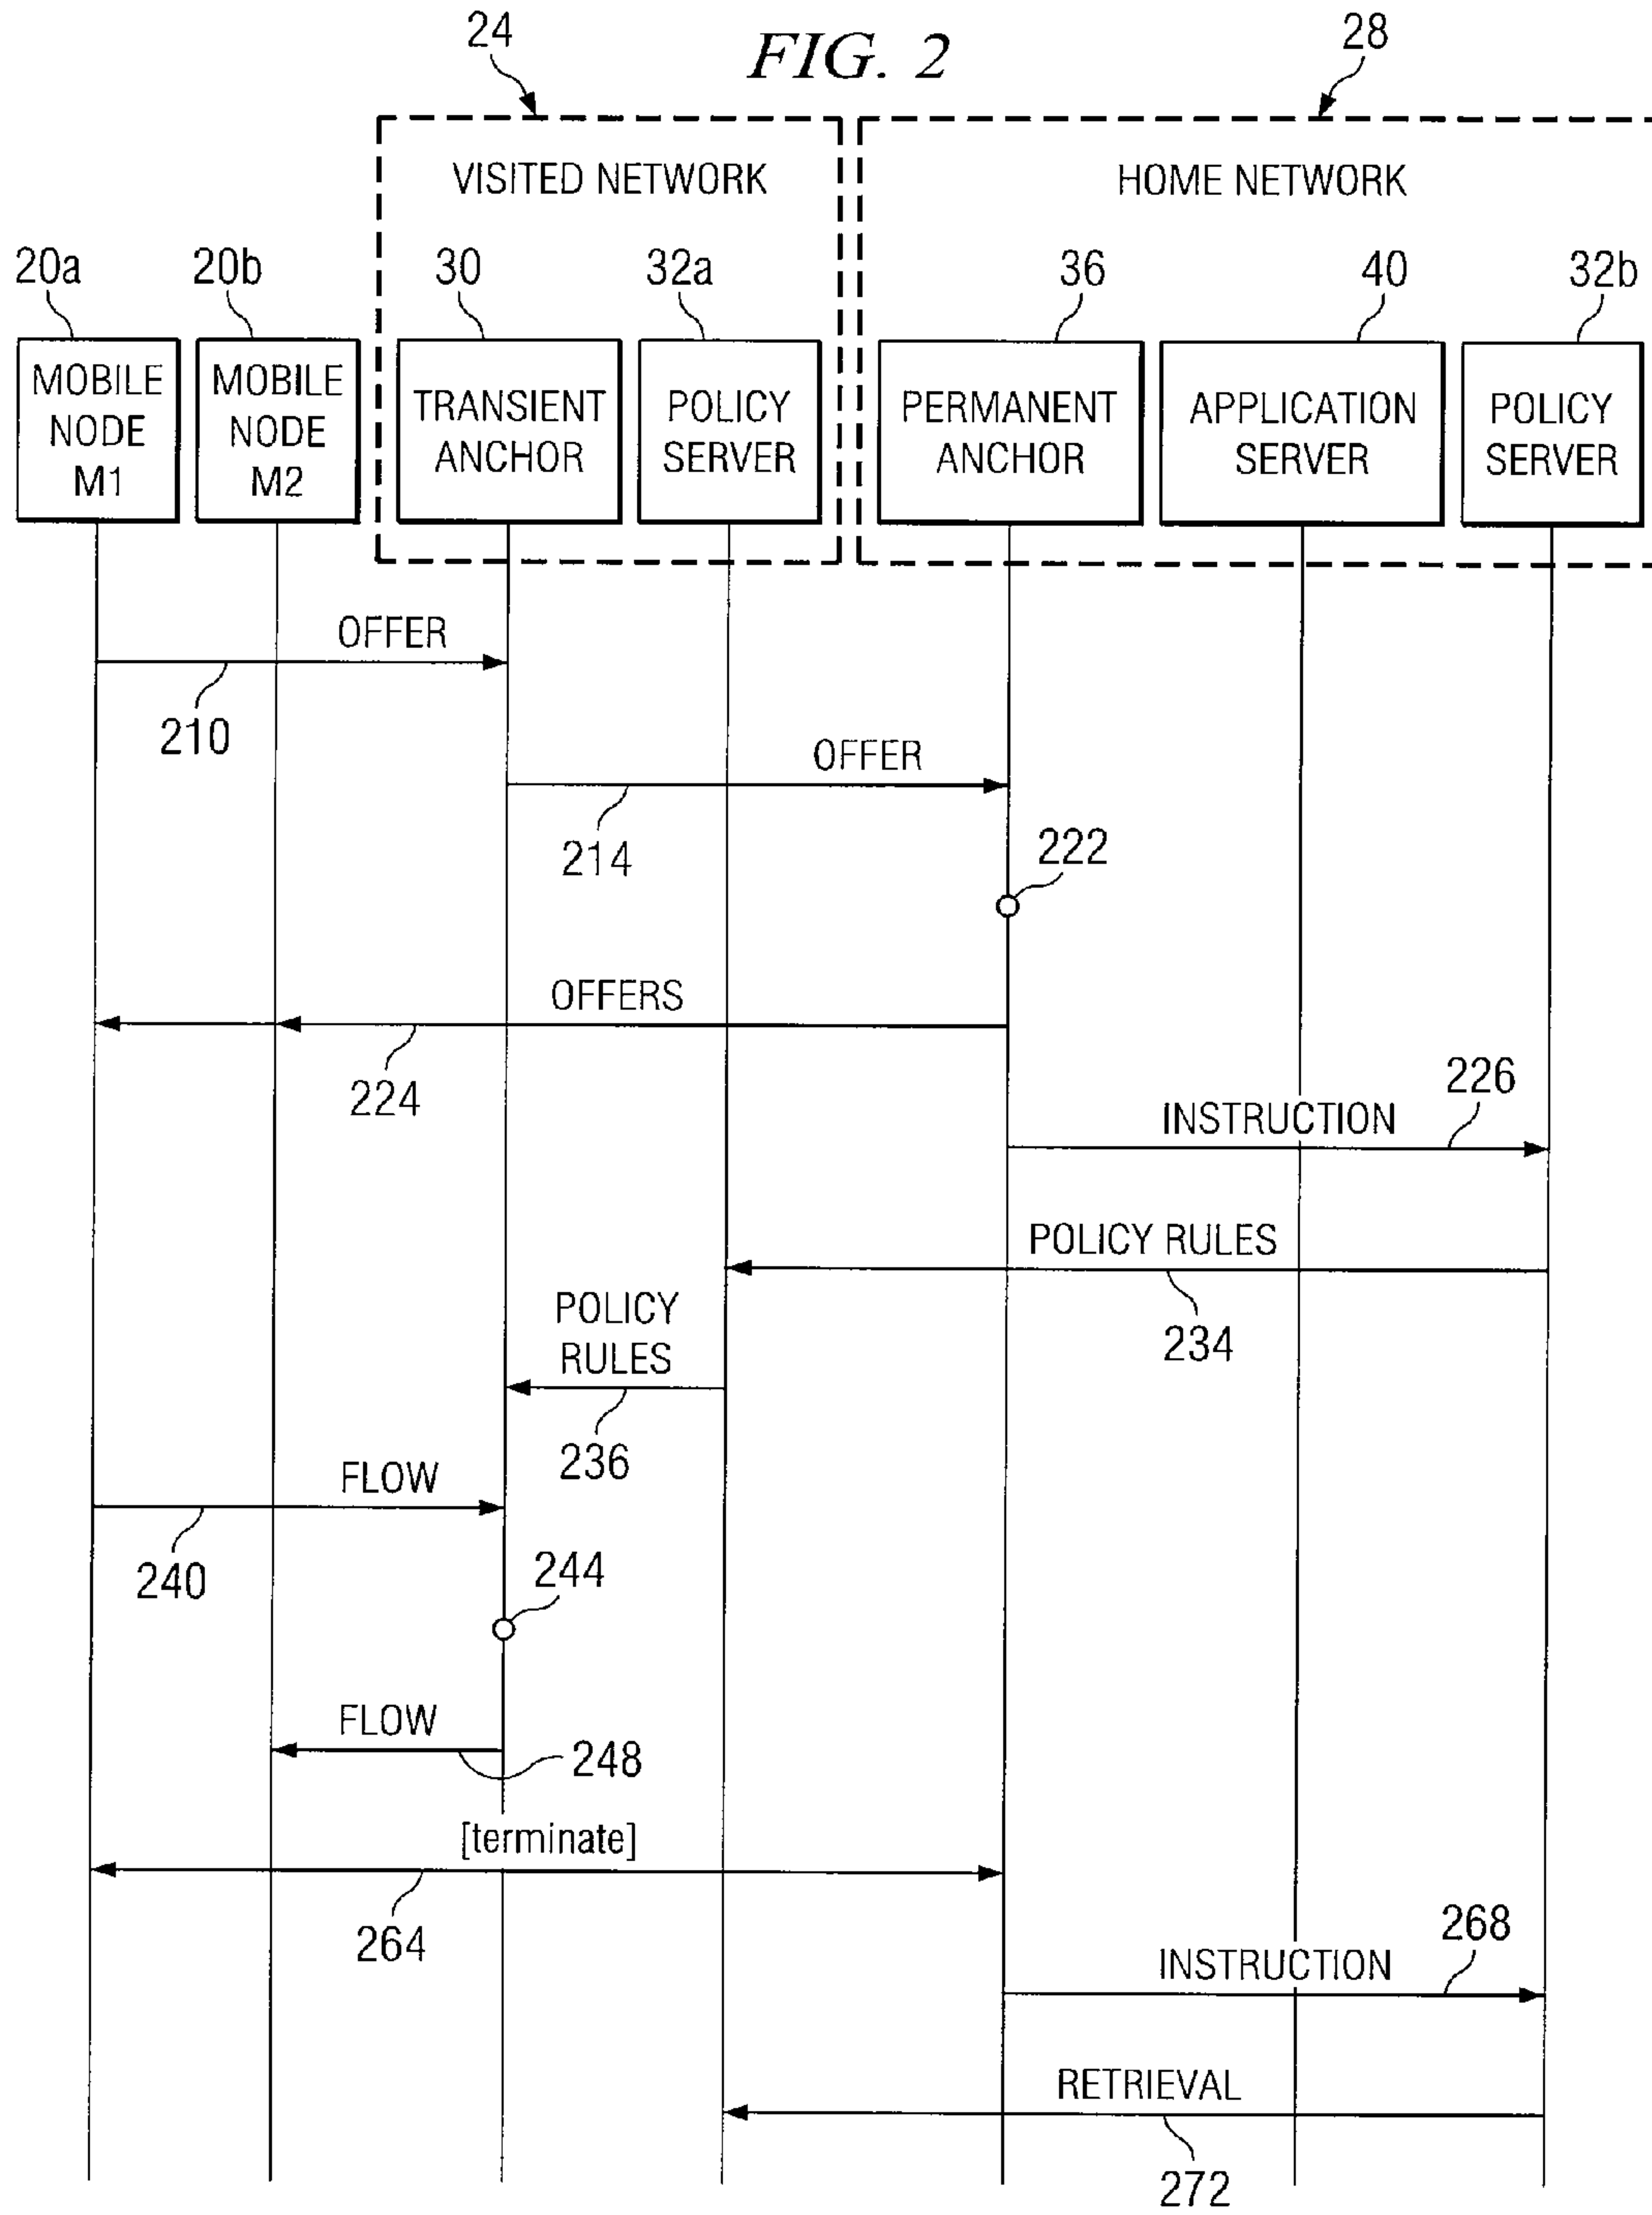 24
FIG. 2
28
VISITED NETWORK
HOME NETWORK
20a
20b
30
32a
36
40
32b
MOBILE
NODE
M1
MOBILE
NODE
M2
TRANSIENT
ANCHOR
POLICY
SERVER
PERMANENT
ANCHOR
APPLICATION
SERVER
POLICY
SERVER
OFFER
210
OFFER
214
222
OFFERS
224
226
INSTRUCTION
POLICY RULES
234
POLICY
RULES
236
FLOW
240
244
FLOW
248
[terminate]
264
268
INSTRUCTION
RETRIEVAL
272